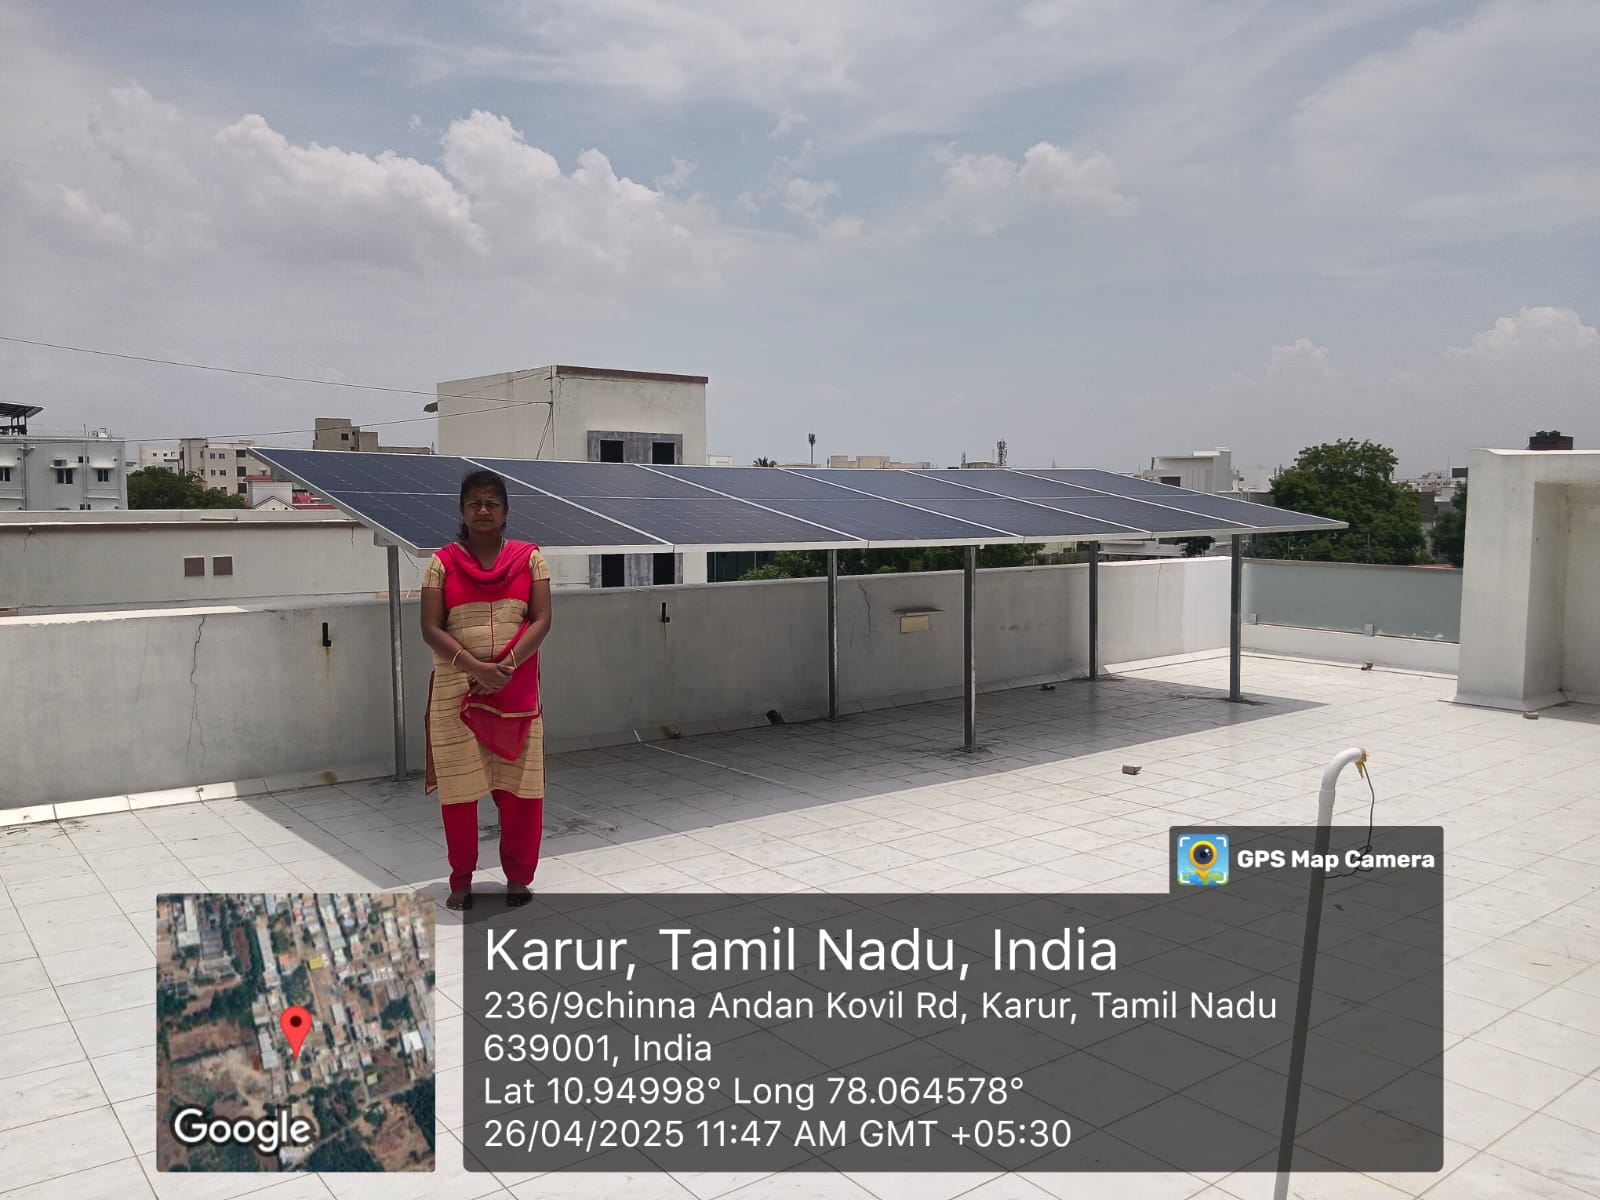 GPS Map Camera
Karur, Tamil Nadu, India
236/9chinna Andan Kovil Rd, Karur, Tamil Nadu
639001, India
Lat 10.94998° Long 78.064578°
26/04/2025 11:47 AM GMT +05:30
Google